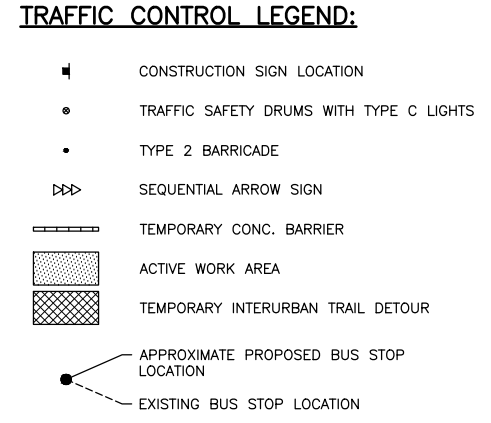 TRAFFIC CONTROL LEGEND:
CONSTRUCTION SIGN LOCATION
TRAFFIC SAFETY DRUMS WITH TYPE C LIGHTS
TYPE 2 BARRICADE
SEQUENTIAL ARROW SIGN
TEMPORARY CONC. BARRIER
ACTIVE WORK AREA
TEMPORARY INTERURBAN TRAIL DETOUR
APPROXIMATE PROPOSED BUS STOP
LOCATION
EXISTING BUS STOP LOCATION